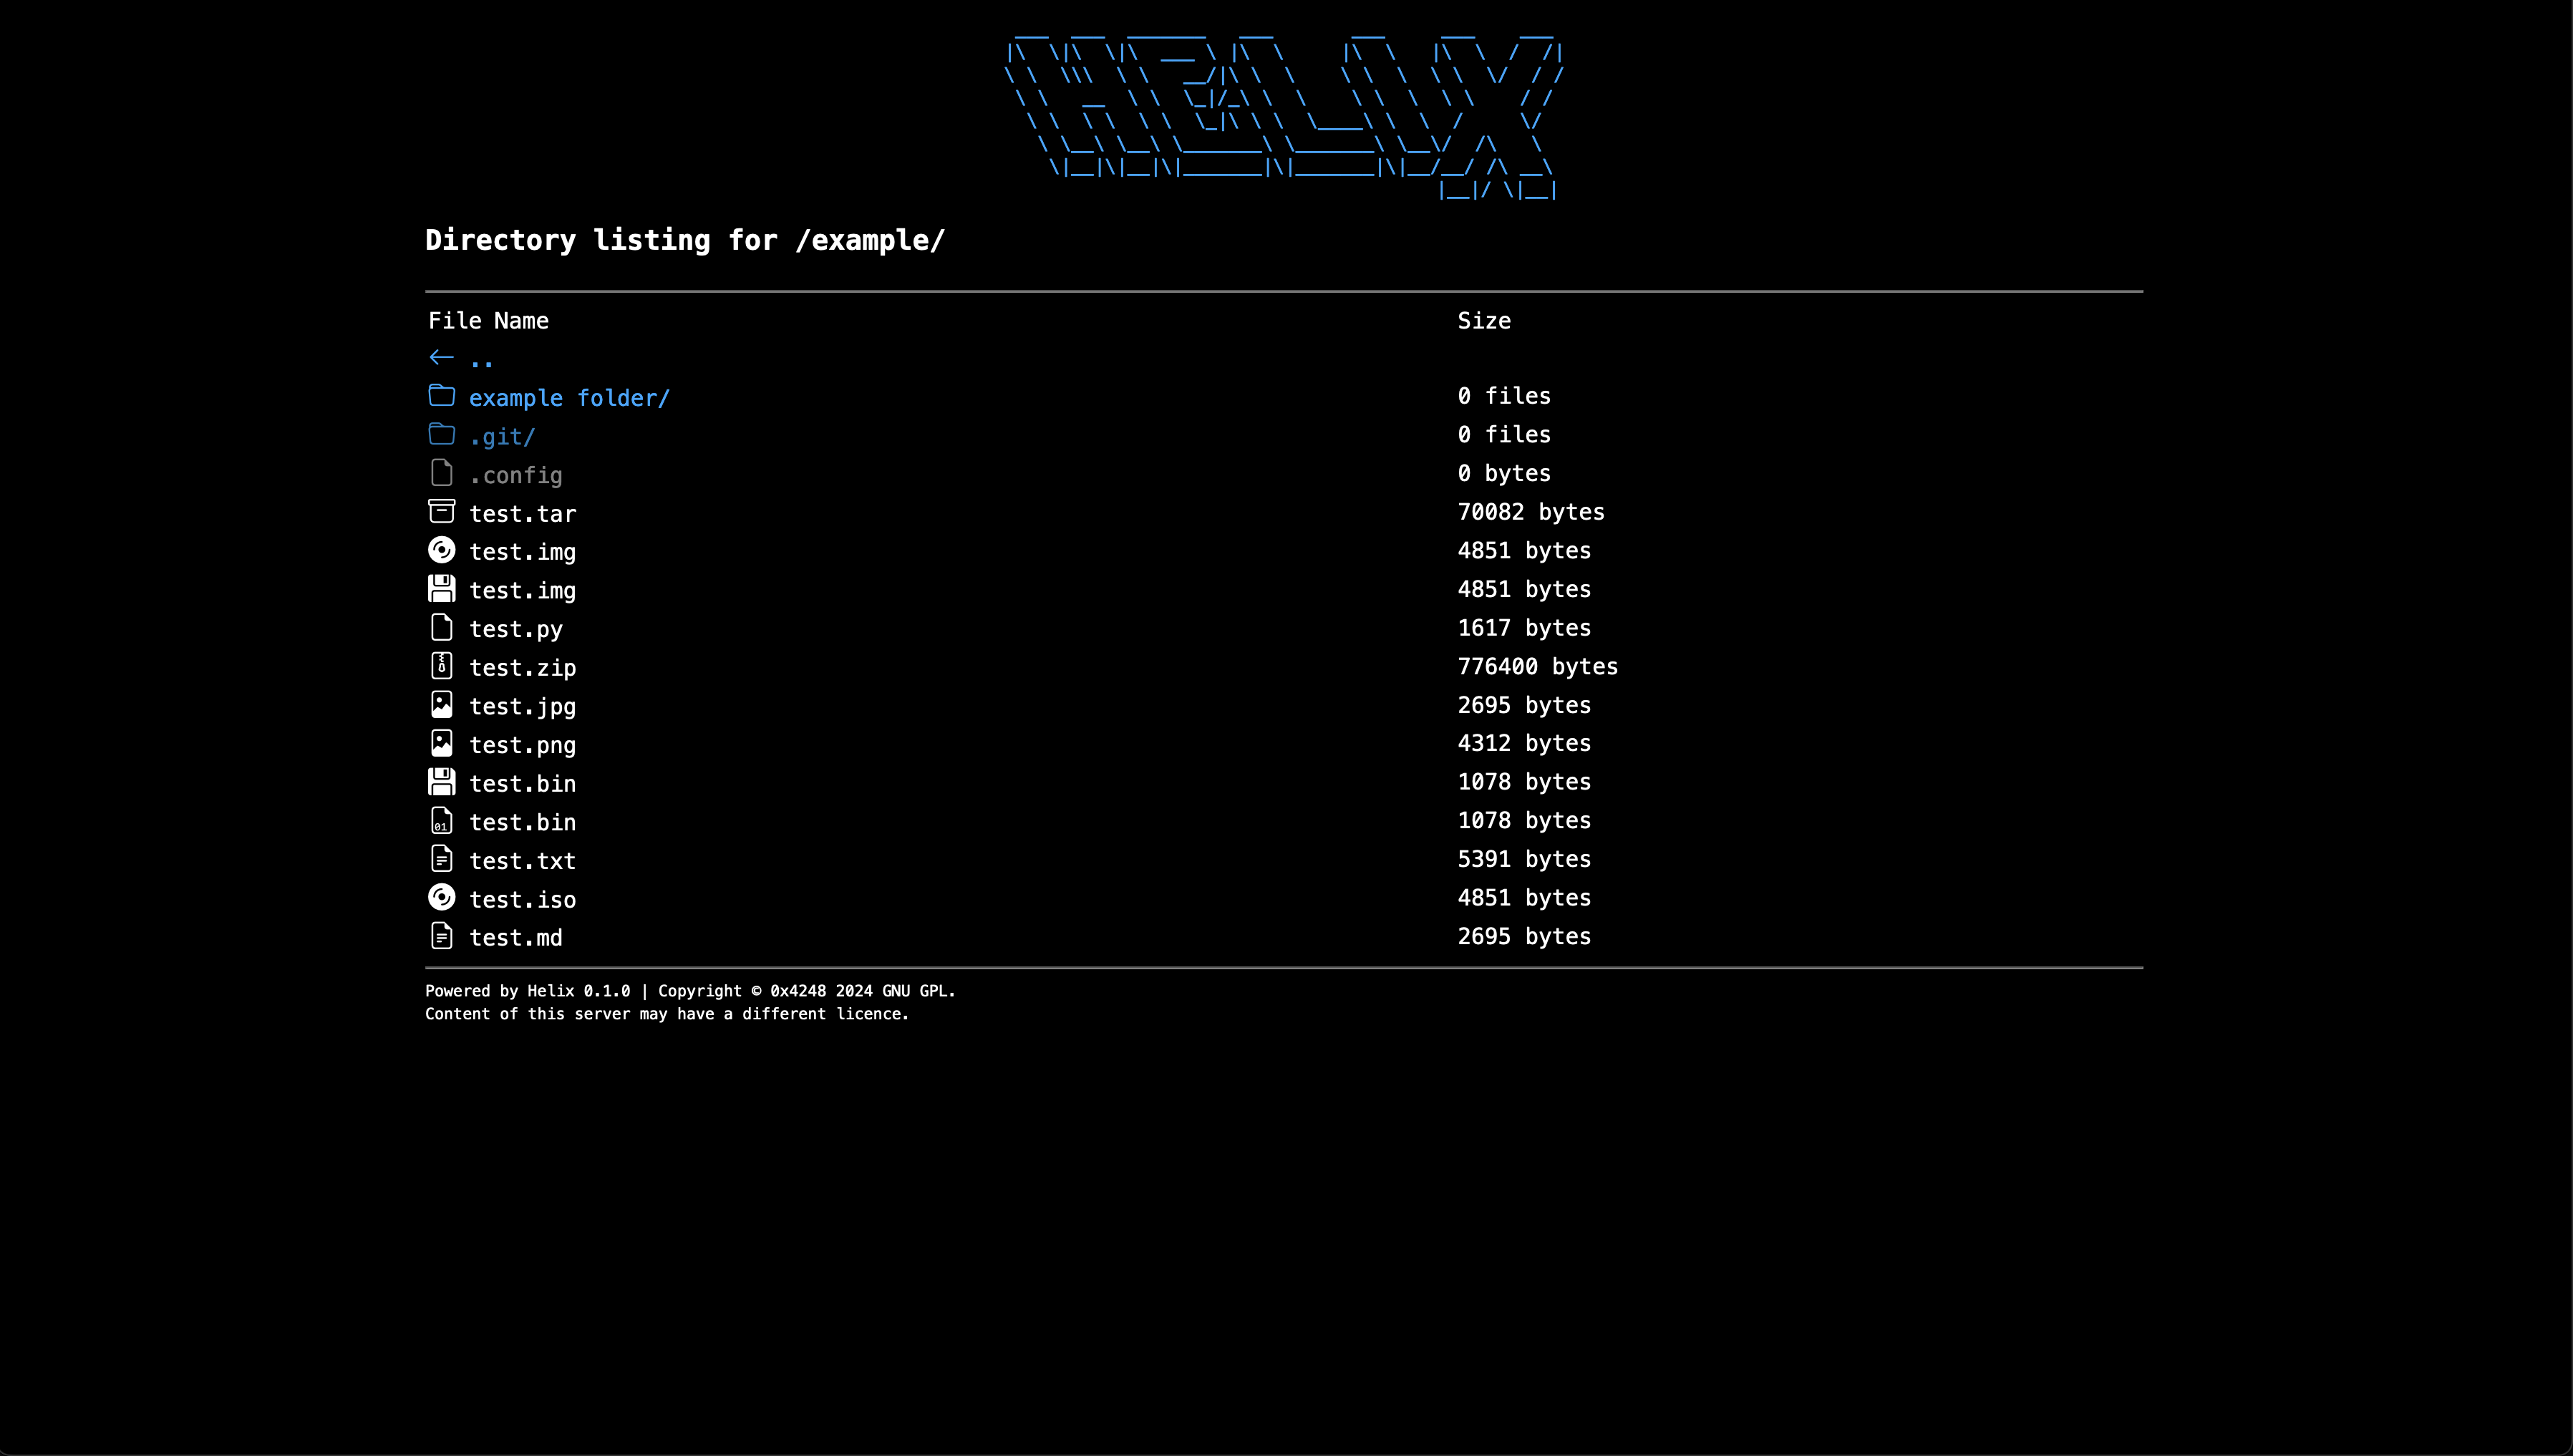 HELIX
Directory listing for /example/
File Name Size
← ..
example folder/ 0 files
.git/ 0 files
.config 0 bytes
test.tar 70082 bytes
test.img 4851 bytes
test.img 4851 bytes
test.py 1617 bytes
test.zip 776400 bytes
test.jpg 2695 bytes
test.png 4312 bytes
test.bin 1078 bytes
01 test.bin 1078 bytes
test.txt 5391 bytes
test.iso 4851 bytes
test.md 2695 bytes
Powered by Helix 0.1.0 | Copyright © 0x4248 2024 GNU GPL.
Content of this server may have a different licence.